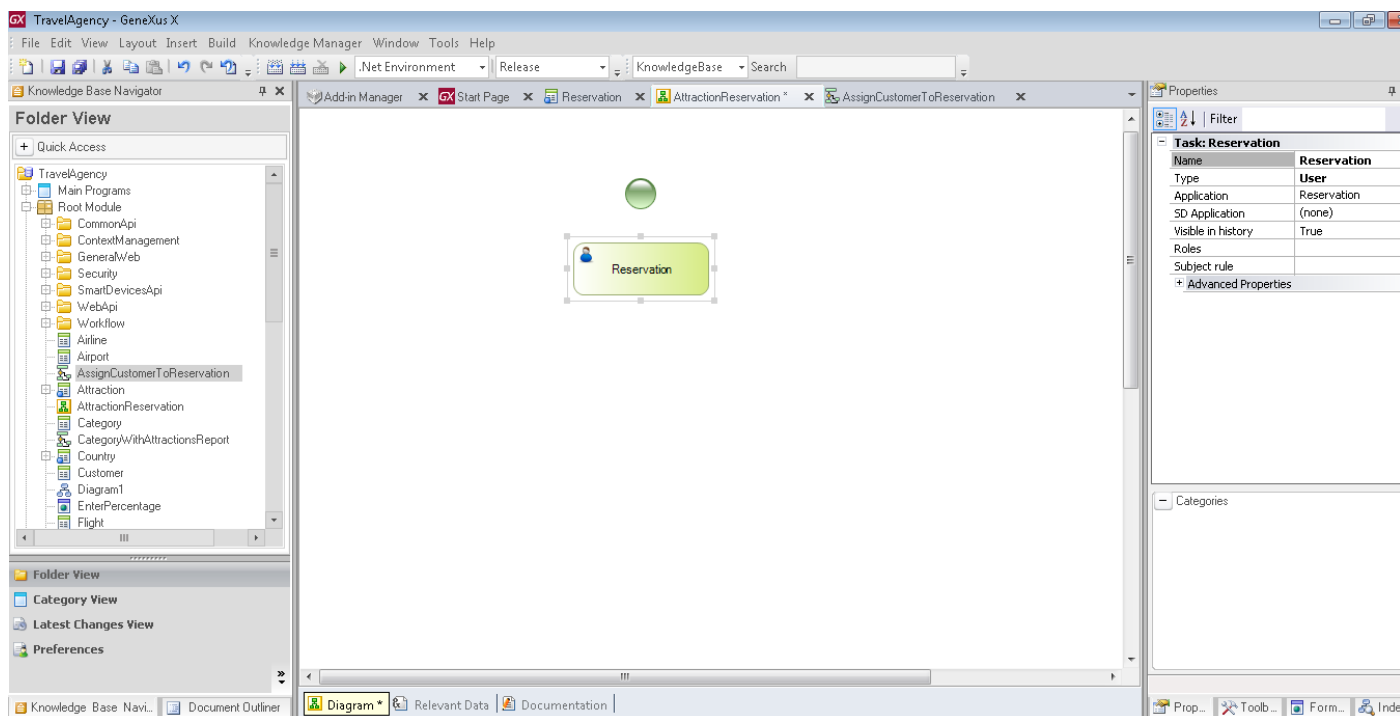 GX TravelAgency - GeneXus X
File Edit View Layout Insert Build Knowledge Manager Window Tools Help
.Net Environment Release KnowledgeBase Search
Knowledge Base Navigator
Folder View
+ Quick Access
TravelAgency
Main Programs
Root Module
CommonApi
ContextManagement
GeneralWeb
Security
SmartDevicesApi
WebApi
Workflow
Airline
Airport
AssignCustomerToReservation
Attraction
AttractionReservation
Category
CategoryWithAttractionsReport
Country
Customer
Diagram1
EnterPercentage
Flight
Folder View
Category View
Latest Changes View
Preferences
Knowledge Base Navi... Document Outliner
Add-in Manager GX Start Page Reservation AttractionReservation * AssignCustomerToReservation
Reservation
Diagram * Relevant Data Documentation
Properties
Filter
Task: Reservation
Name Reservation
Type User
Application Reservation
SD Application (none)
Visible in history True
Roles
Subject rule
Advanced Properties
Categories
Prop... Toolb... Form... Inde